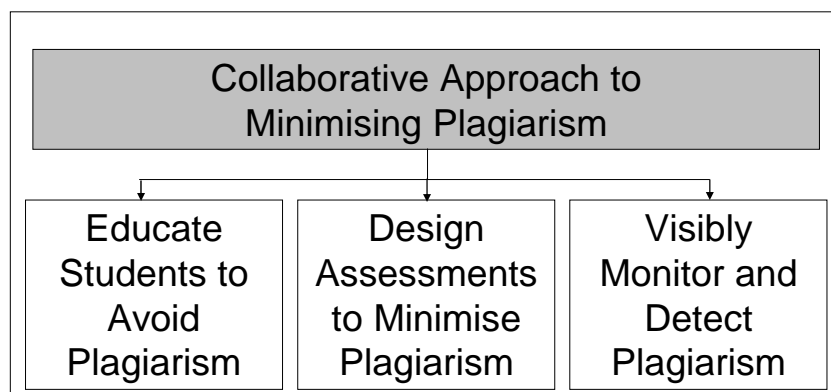 Collaborative Approach to
Minimising Plagiarism
Educate
Students to
Avoid
Plagiarism
Design
Assessments
to Minimise
Plagiarism
Visibly
Monitor and
Detect
Plagiarism